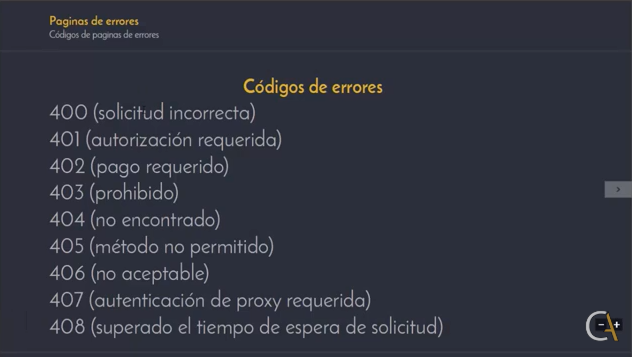 Paginas de errores
Códigos de paginas de errores
Códigos de errores
400 (solicitud incorrecta)
401 (autorización requerida)
402 (pago requerido)
403 (prohibido)
404 (no encontrado)
405 (método no permitido)
406 (no aceptable)
407 (autenticación de proxy requerida)
408 (superado el tiempo de espera de solicitud)
CA